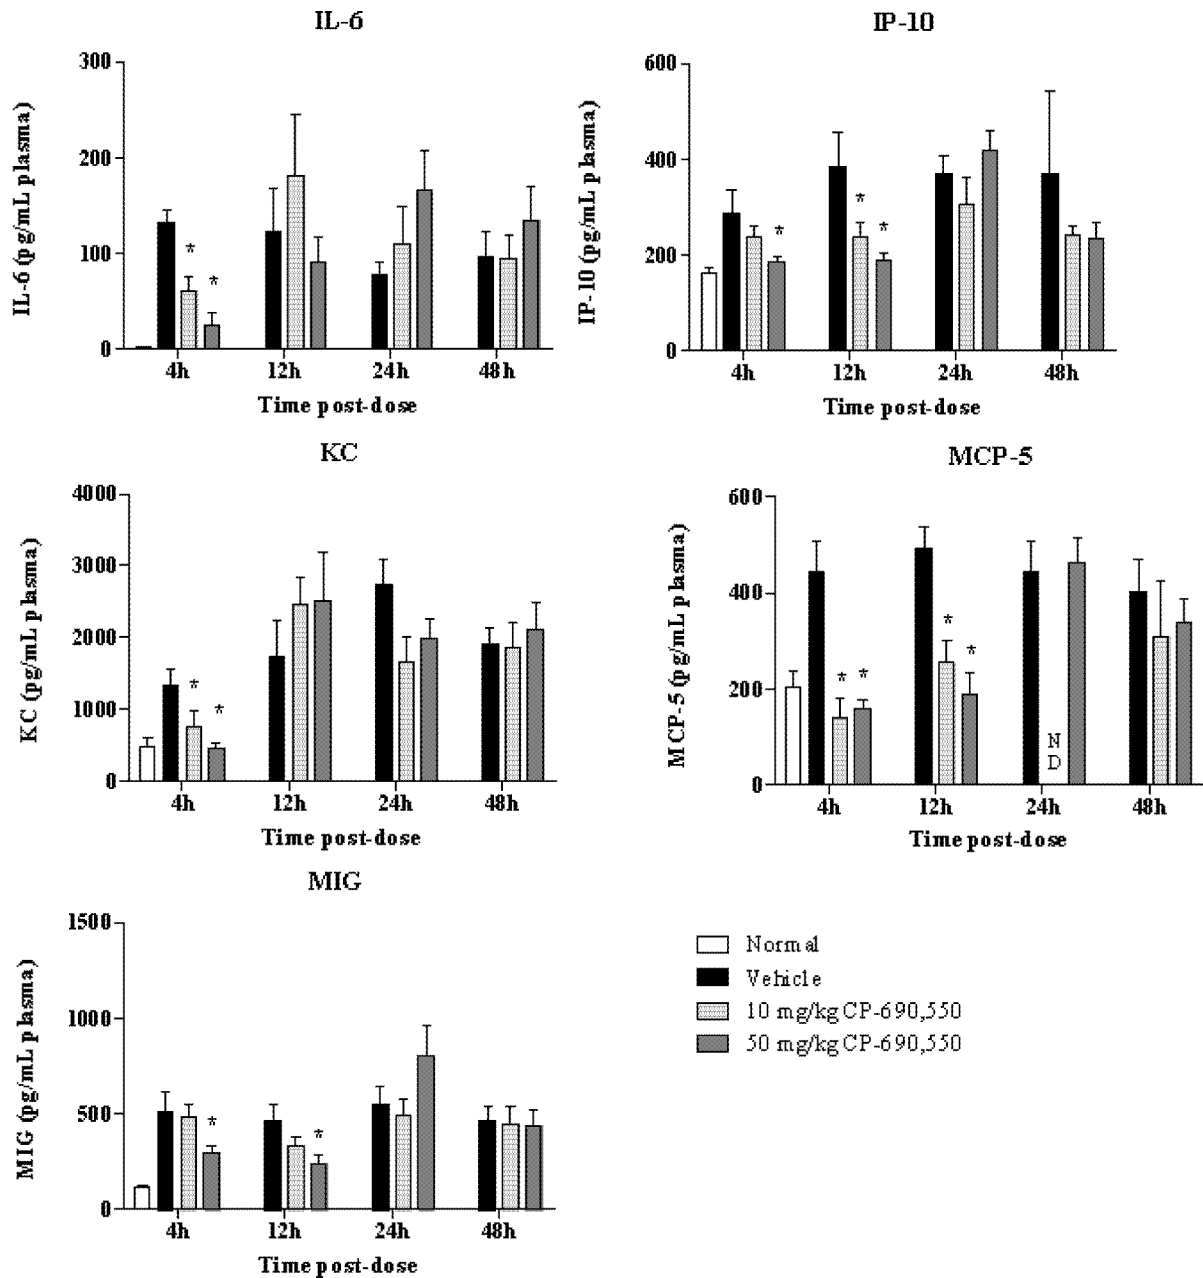 IL-6
300
200
100
0
IL-6 (pg/mL plasma)
*
*
4h 12h 24h 48h
Time post-dose
IP-10
600
400
200
0
IP-10 (pg/mL plasma)
*
*
*
4h 12h 24h 48h
Time post-dose
KC
4000
3000
2000
1000
0
KC (pg/mL plasma)
*
*
4h 12h 24h 48h
Time post-dose
MCP-5
600
400
200
0
MCP-5 (pg/mL plasma)
* *
*
*
N
D
4h 12h 24h 48h
Time post-dose
MIG
1500
1000
500
0
MIG (pg/mL plasma)
*
*
4h 12h 24h 48h
Time post-dose
Normal
Vehicle
10 mg/kg CP-690,550
50 mg/kg CP-690,550